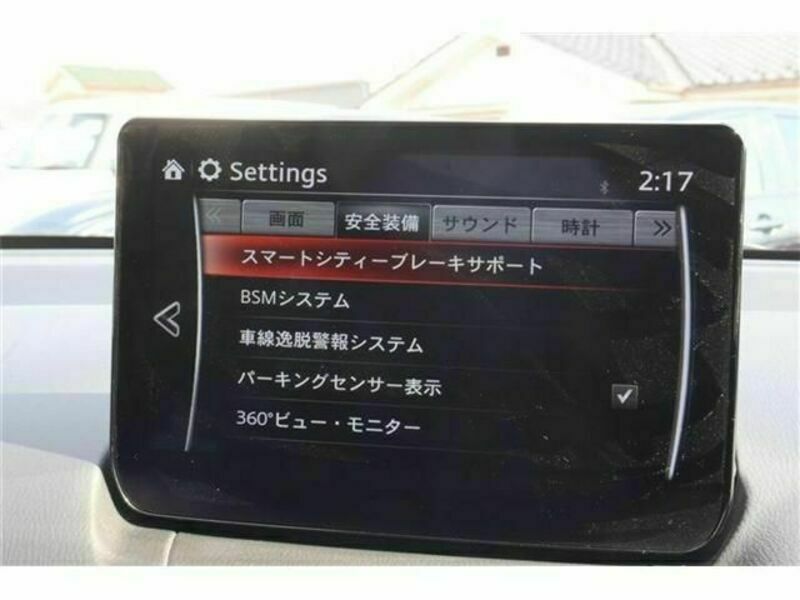 Settings
2:17
画面 安全装備 サウンド 時計
スマートシティーブレーキサポート
BSMシステム
車線逸脱警報システム
パーキングセンサー表示
360°ビュー・モニター